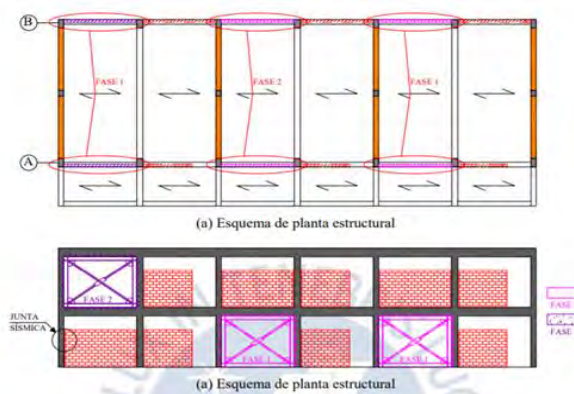 B
FASE 1
FASE 2
FASE 1
A
(a) Esquema de planta estructural
FASE 2
FASE
JUNTA
SÍSMICA
FASE 1
FASE 1
FASE
(a) Esquema de planta estructural